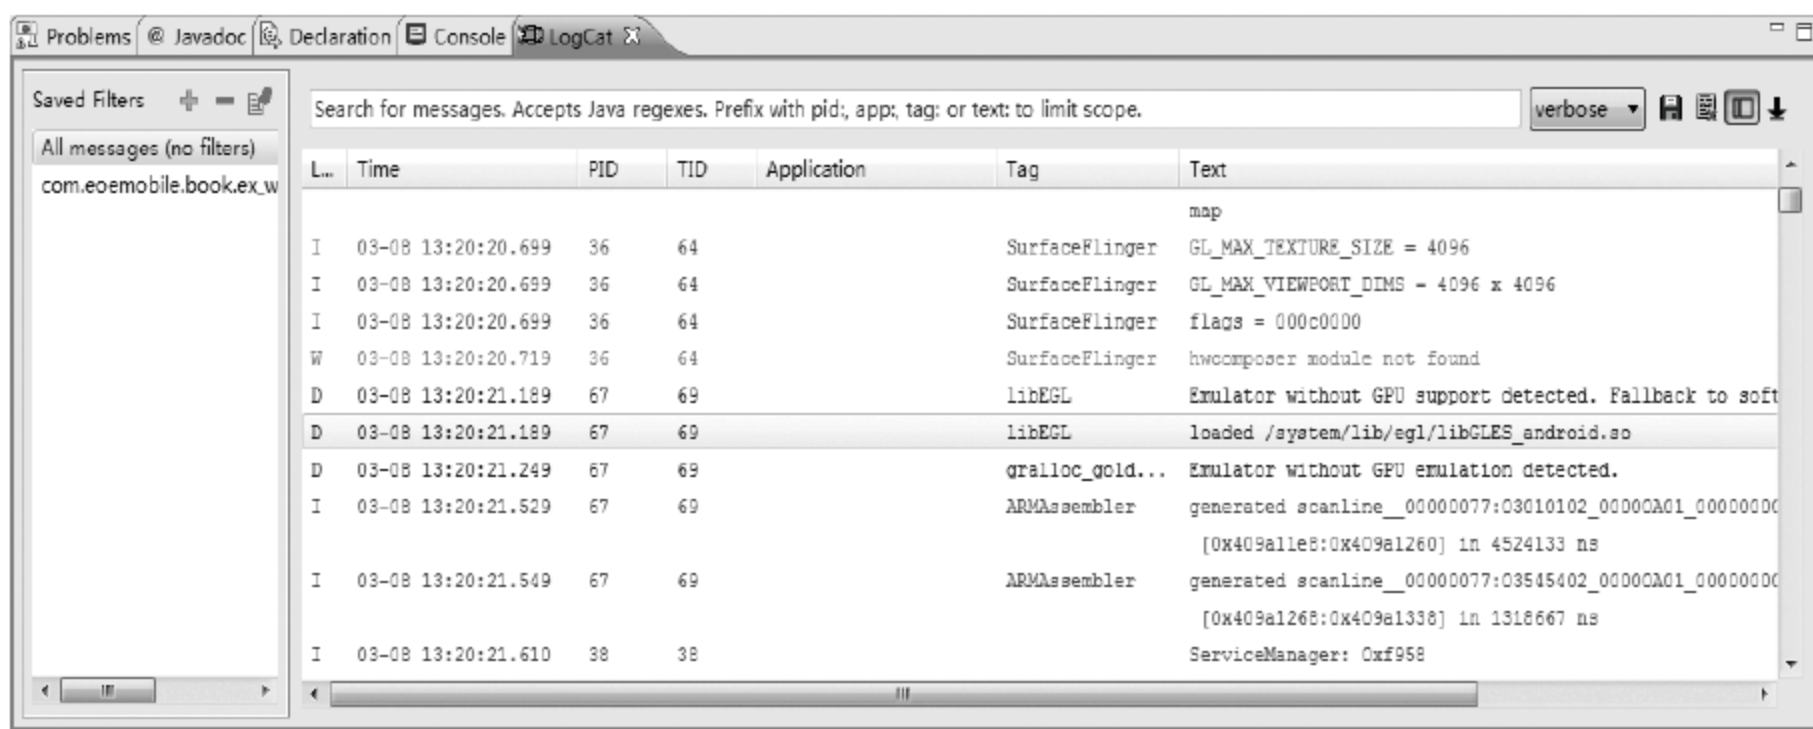 Problems @ Javadoc Declaration Console LogCat
Saved Filters
Search for messages. Accepts Java regexes. Prefix with pid:, app:, tag: or text: to limit scope. verbose
All messages (no filters)
com.eoemobile.book.ex_w
L... Time PID TID Application Tag Text
map
I 03-08 13:20:20.699 36 64 SurfaceFlinger GL_MAX_TEXTURE_SIZE = 4096
I 03-08 13:20:20.699 36 64 SurfaceFlinger GL_MAX_VIEWPORT_DIMS = 4096 x 4096
I 03-08 13:20:20.699 36 64 SurfaceFlinger flags = 000c0000
W 03-08 13:20:20.719 36 64 SurfaceFlinger hwcomposer module not found
D 03-08 13:20:21.189 67 69 libEGL Emulator without GPU support detected. Fallback to soft
D 03-08 13:20:21.189 67 69 libEGL loaded /system/lib/egl/libGLES_android.so
D 03-08 13:20:21.249 67 69 gralloc_gold... Emulator without GPU emulation detected.
I 03-08 13:20:21.529 67 69 ARMAssembler generated scanline__00000077:03010102_00000A01_00000000
[0x409a11e8:0x409a1260] in 4524133 ns
I 03-08 13:20:21.549 67 69 ARMAssembler generated scanline__00000077:03545402_00000A01_00000000
[0x409a1268:0x409a1338] in 1318667 ns
I 03-08 13:20:21.610 38 38 ServiceManager: 0xf958